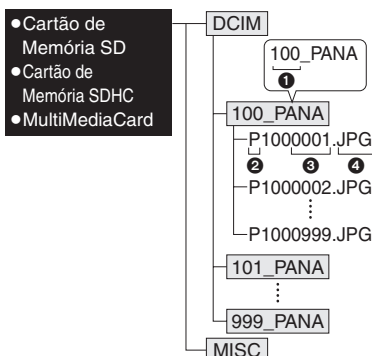 ●Cartão de
Memória SD
●Cartão de
Memória SDHC
●MultiMediaCard
DCIM
100_PANA
❶
100_PANA
P1000001.JPG
❷ ❸ ❹
P1000002.JPG
P1000999.JPG
101_PANA
999_PANA
MISC